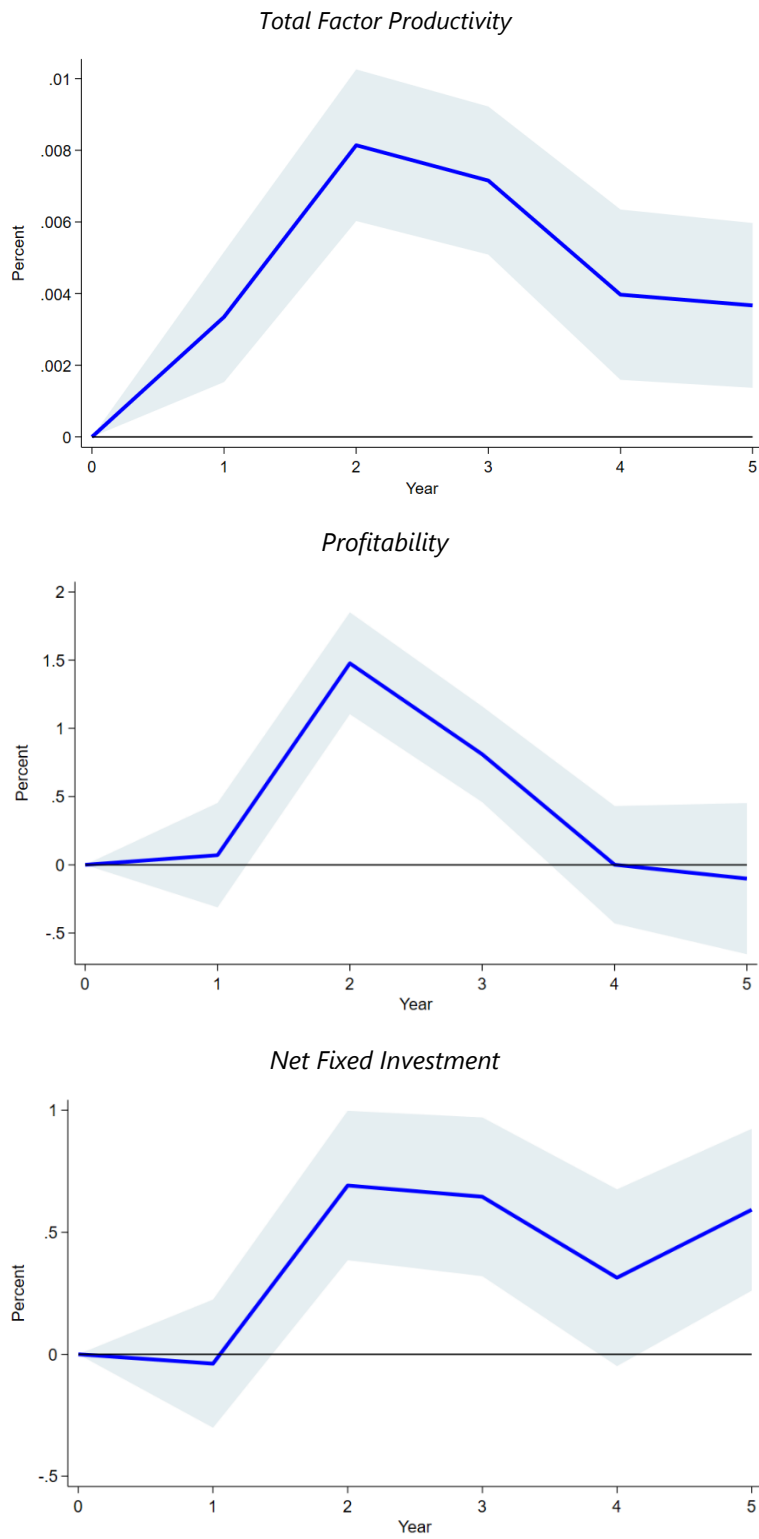 Total Factor Productivity
.01
.008
.006
.004
.002
0
Percent
0 1 2 3 4 5
Year
Profitability
2
1.5
1
.5
0
-.5
Percent
0 1 2 3 4 5
Year
Net Fixed Investment
1
.5
0
-.5
Percent
0 1 2 3 4 5
Year